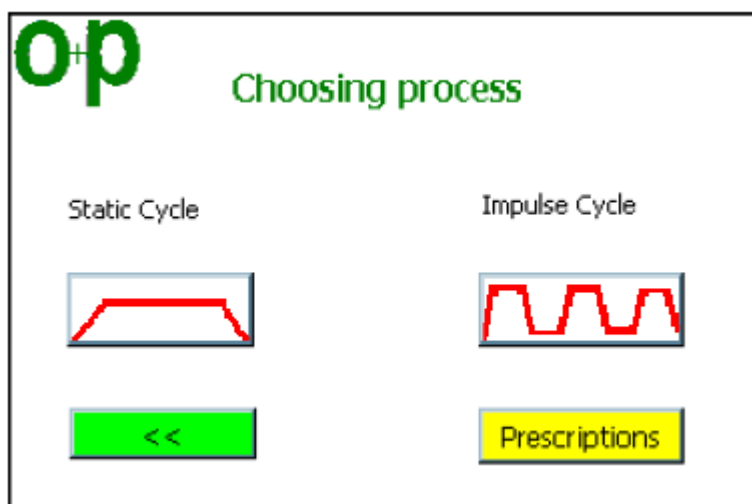 o+p
Choosing process
Static Cycle
Impulse Cycle
<<
Prescriptions